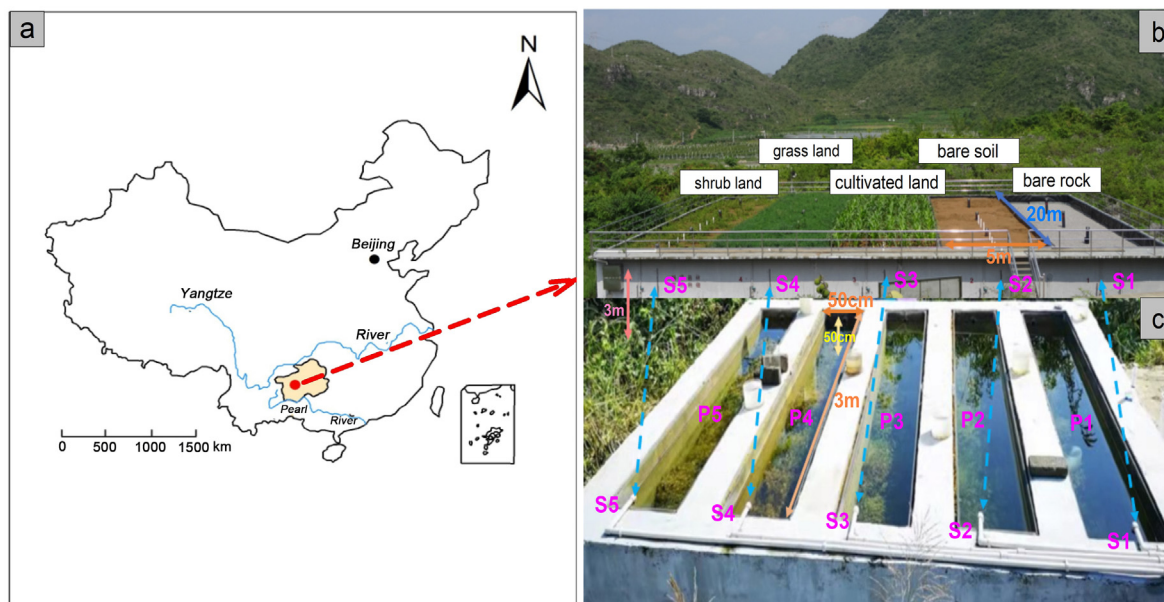 a
N
Beijing
Yangtze
River
Pearl
River
0 500 1000 1500 km
b
grass land
bare soil
shrub land
cultivated land
bare rock
20m
5m
S5
S4
S3
S2
S1
3m
c
50cm
50cm
3m
P5
P4
P3
P2
P1
S5
S4
S3
S2
S1